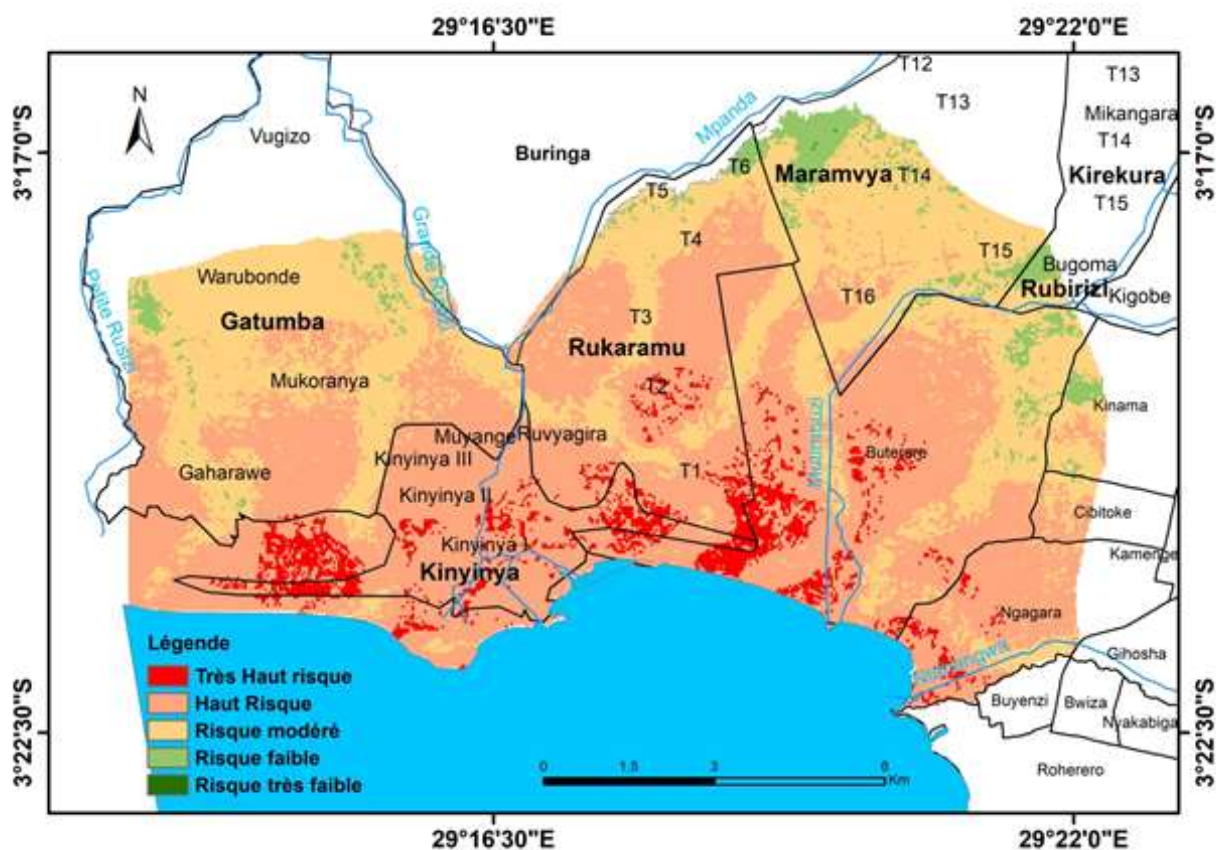 29°16'30"E
29°22'0"E
N
3°17'0"S
3°17'0"S
3°22'30"S
3°22'30"S
T12
T13
T13
Mikangara
T14
Kirekura
T15
Vugizo
Buringa
Mpanda
T6
Maramvya
T14
T5
T4
T15
Bugoma
Rubirizi
Kigobe
T16
Grande
Petite Rusizi
Warubonde
Gatumba
Mukoranya
T3
Rukaramu
T2
Kinama
Muyange
Ruvyagira
Buterere
Gaharawe
Kinyinya III
T1
Kinyinya II
Cibitoke
Kinyinya I
Kamenge
Kinyinya
Ngagara
Gihosha
Buyenzi
Bwiza
Nyakabiga
Roherero
Légende
Très Haut risque
Haut Risque
Risque modéré
Risque faible
Risque très faible
0 1,5 3 6
Km
29°16'30"E
29°22'0"E